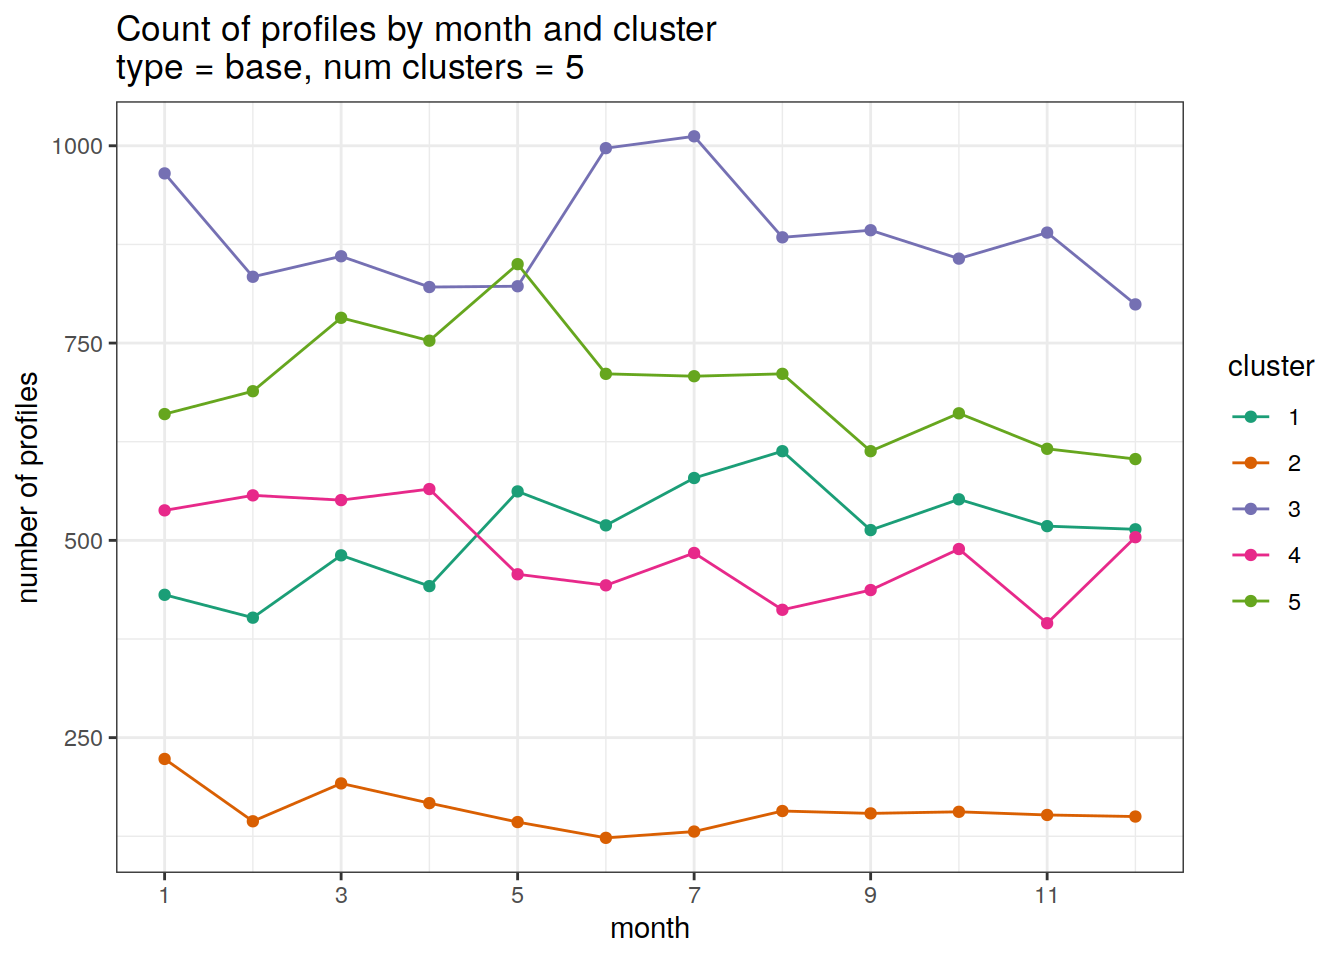 Count of profiles by month and cluster
type = base, num clusters = 5
number of profiles
1000
750
500
250
1 3 5 7 9 11
month
cluster
1
2
3
4
5